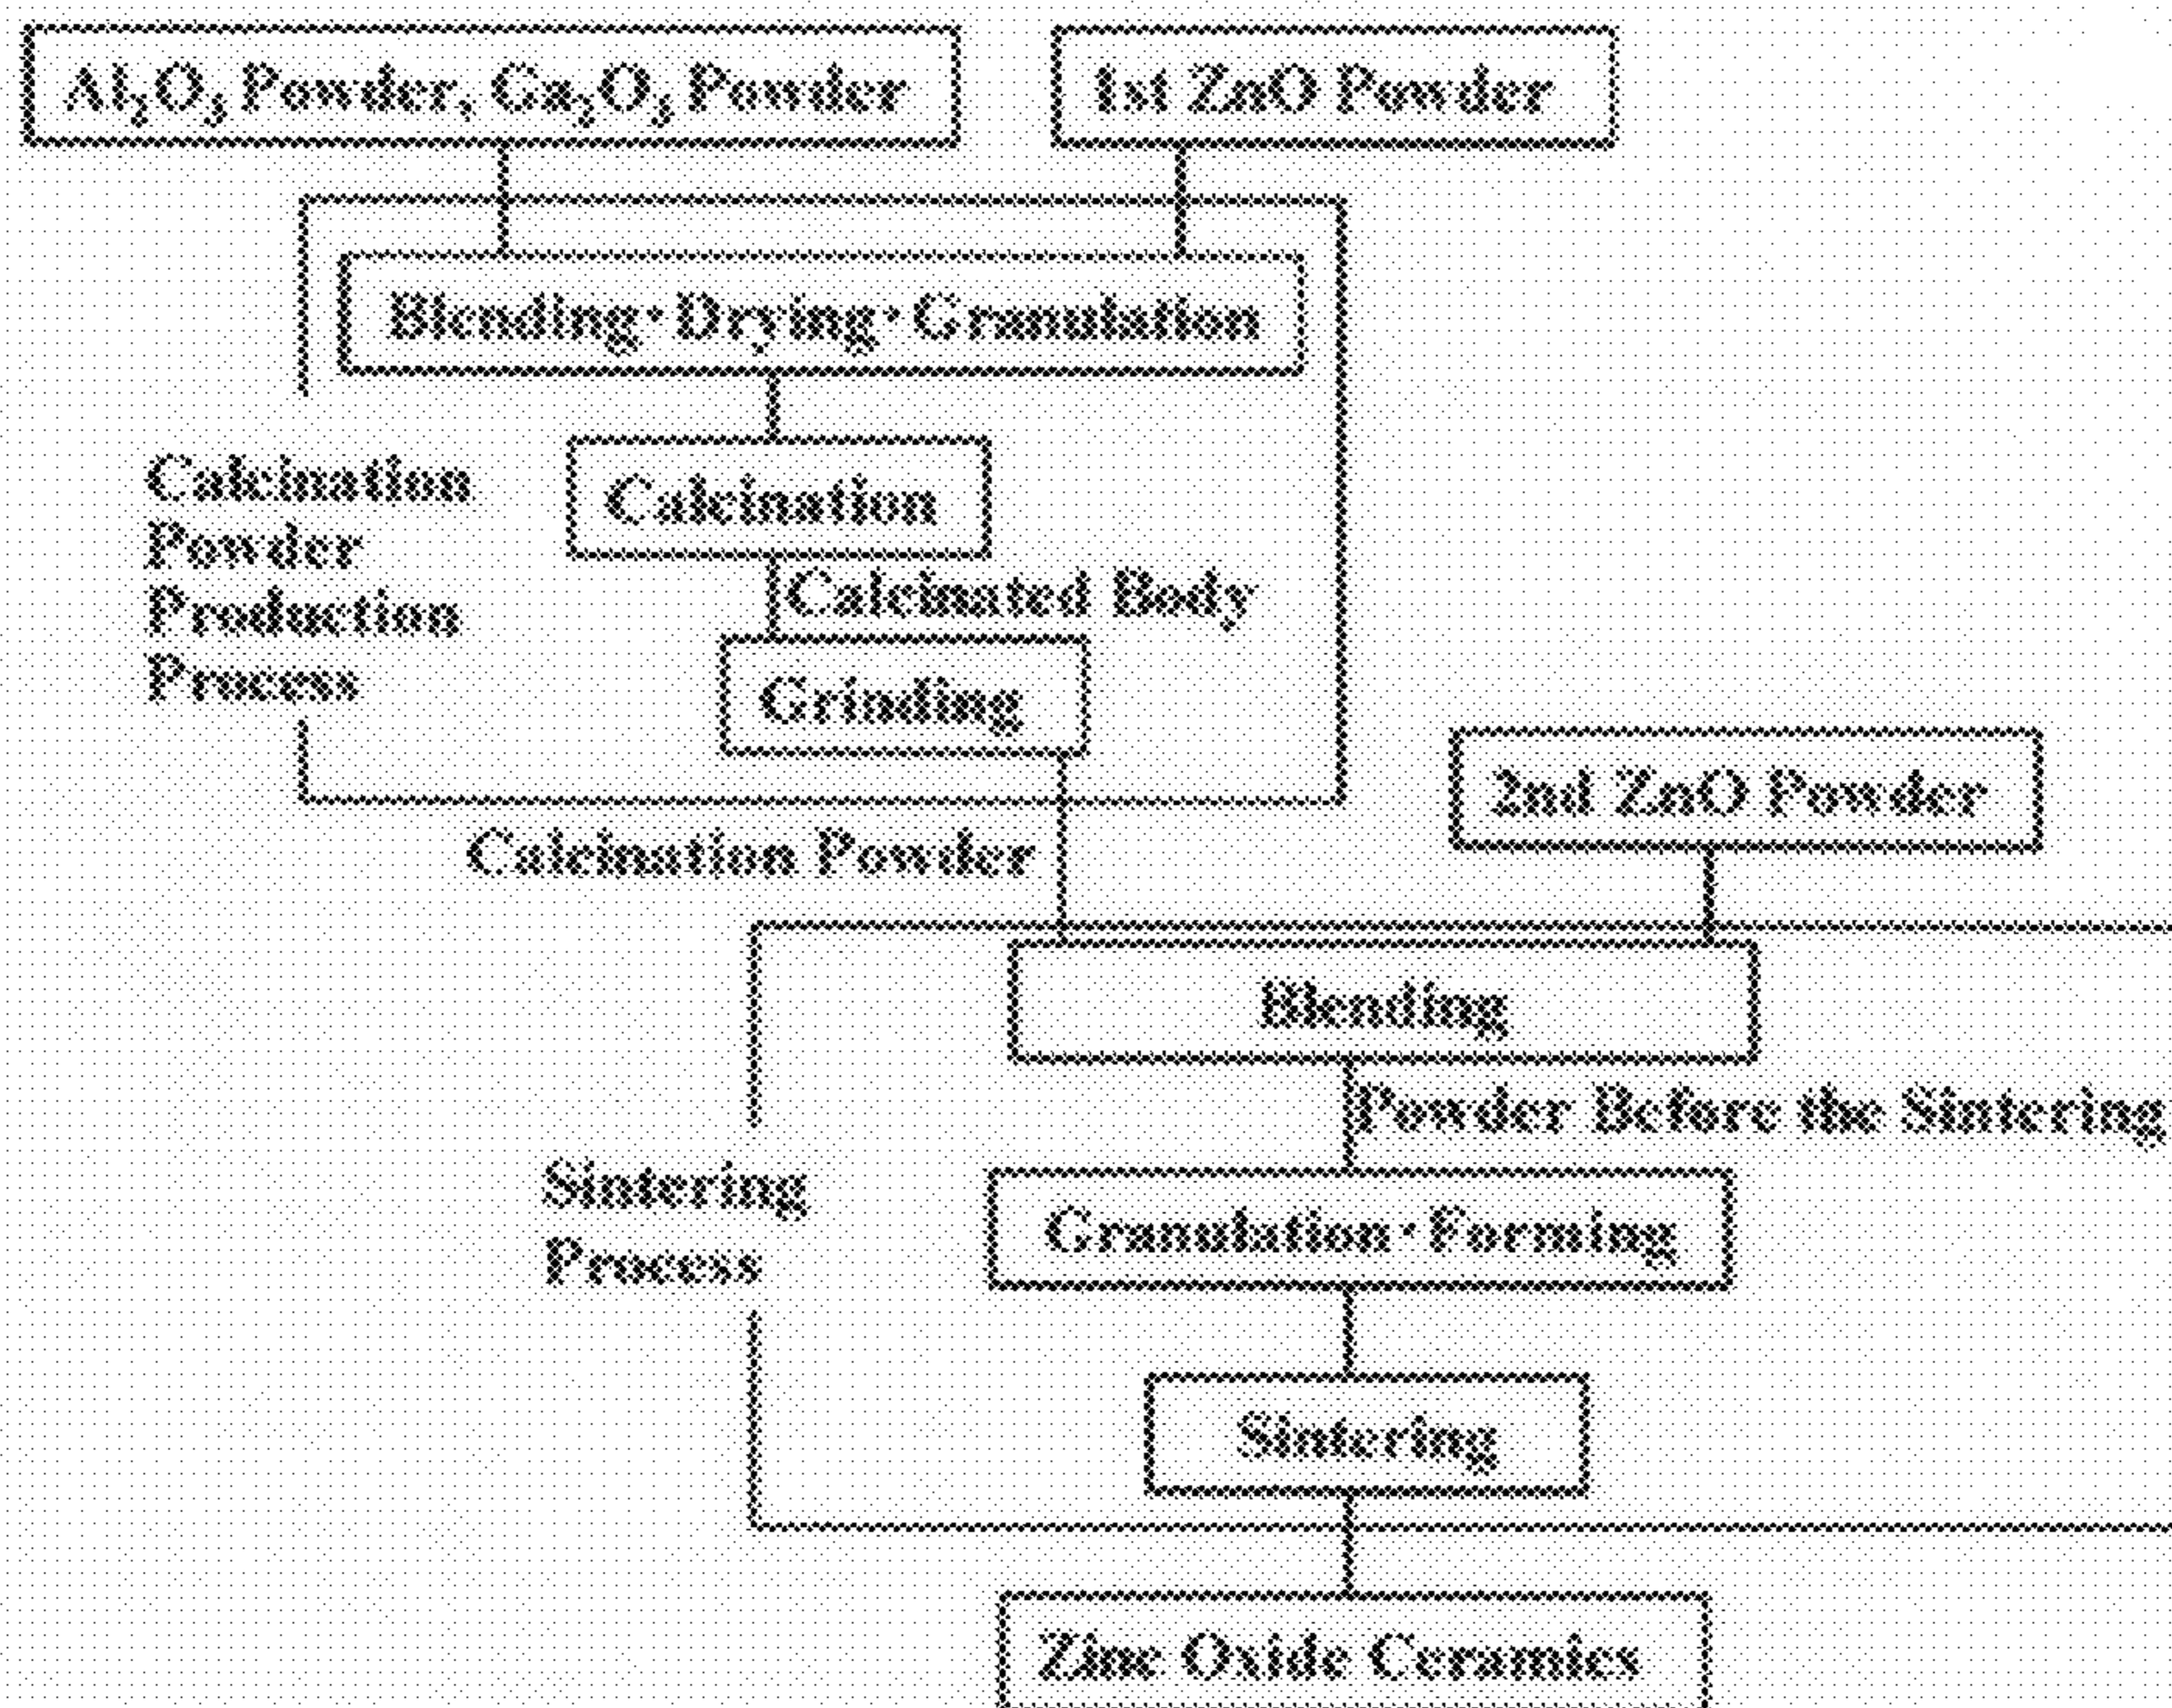 Al₂O₃ Powder, Ga₂O₃ Powder
1st ZnO Powder
Blending·Drying·Granulation
Calcination
Powder
Production
Process
Calcination
Calcinated Body
Grinding
2nd ZnO Powder
Calcination Powder
Blending
Powder Before the Sintering
Sintering
Process
Granulation·Forming
Sintering
Zinc Oxide Ceramics